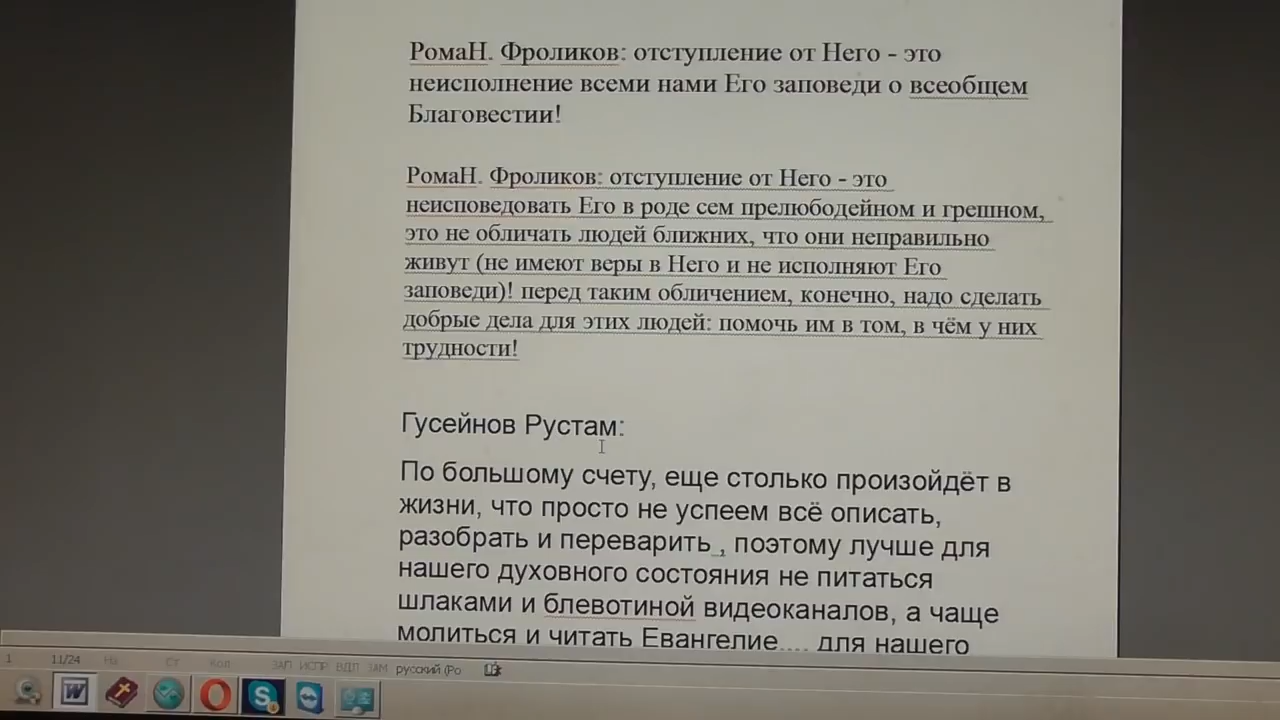 РомаН. Фроликов: отступление от Него - это
неисполнение всеми нами Его заповеди о всеобщем
Благовестии!
РомаН. Фроликов: отступление от Него - это
неисповедовать Его в роде сем прелюбодейном и грешном,
это не обличать людей ближних, что они неправильно
живут (не имеют веры в Него и не исполняют Его
заповеди)! перед таким обличением, конечно, надо сделать
добрые дела для этих людей: помочь им в том, в чём у них
трудности!
Гусейнов Рустам:
По большому счету, еще столько произойдёт в
жизни, что просто не успеем всё описать,
разобрать и переварить , поэтому лучше для
нашего духовного состояния не питаться
шлаками и блевотиной видеоканалов, а чаще
молиться и читать Евангелие.... для нашего
1 11/24 На Ст Кол ЗАП ИСПР ВДЛ ЗАМ русский (Ро